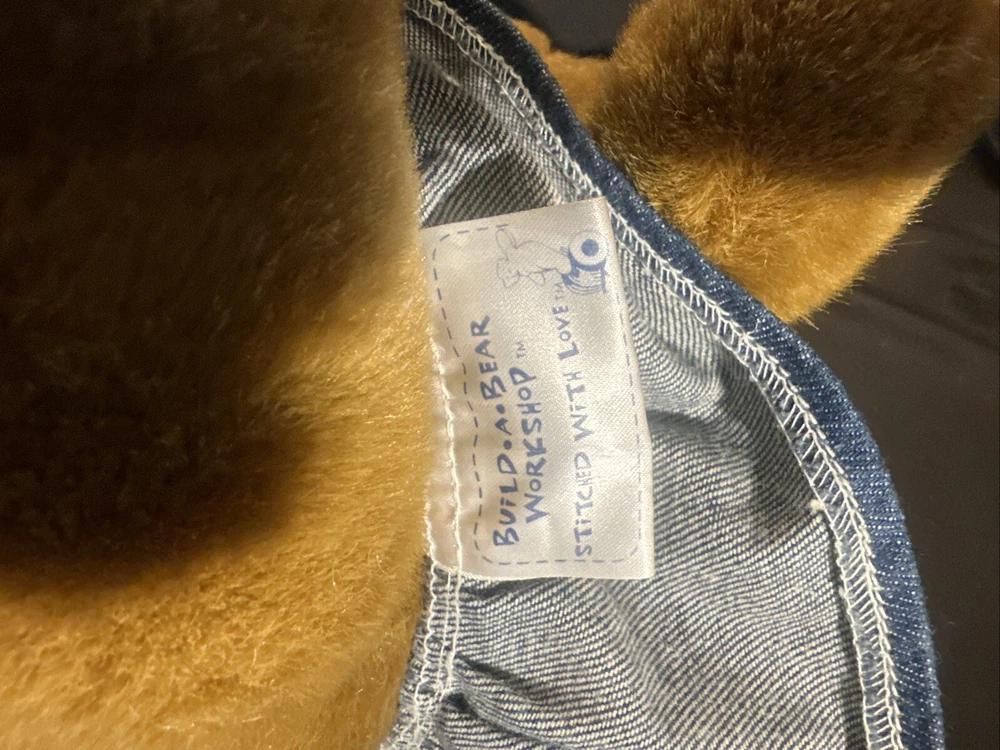 BUiLD•A•BEAR
WORKSHOP™
STiTCHED WiTH LOVE™